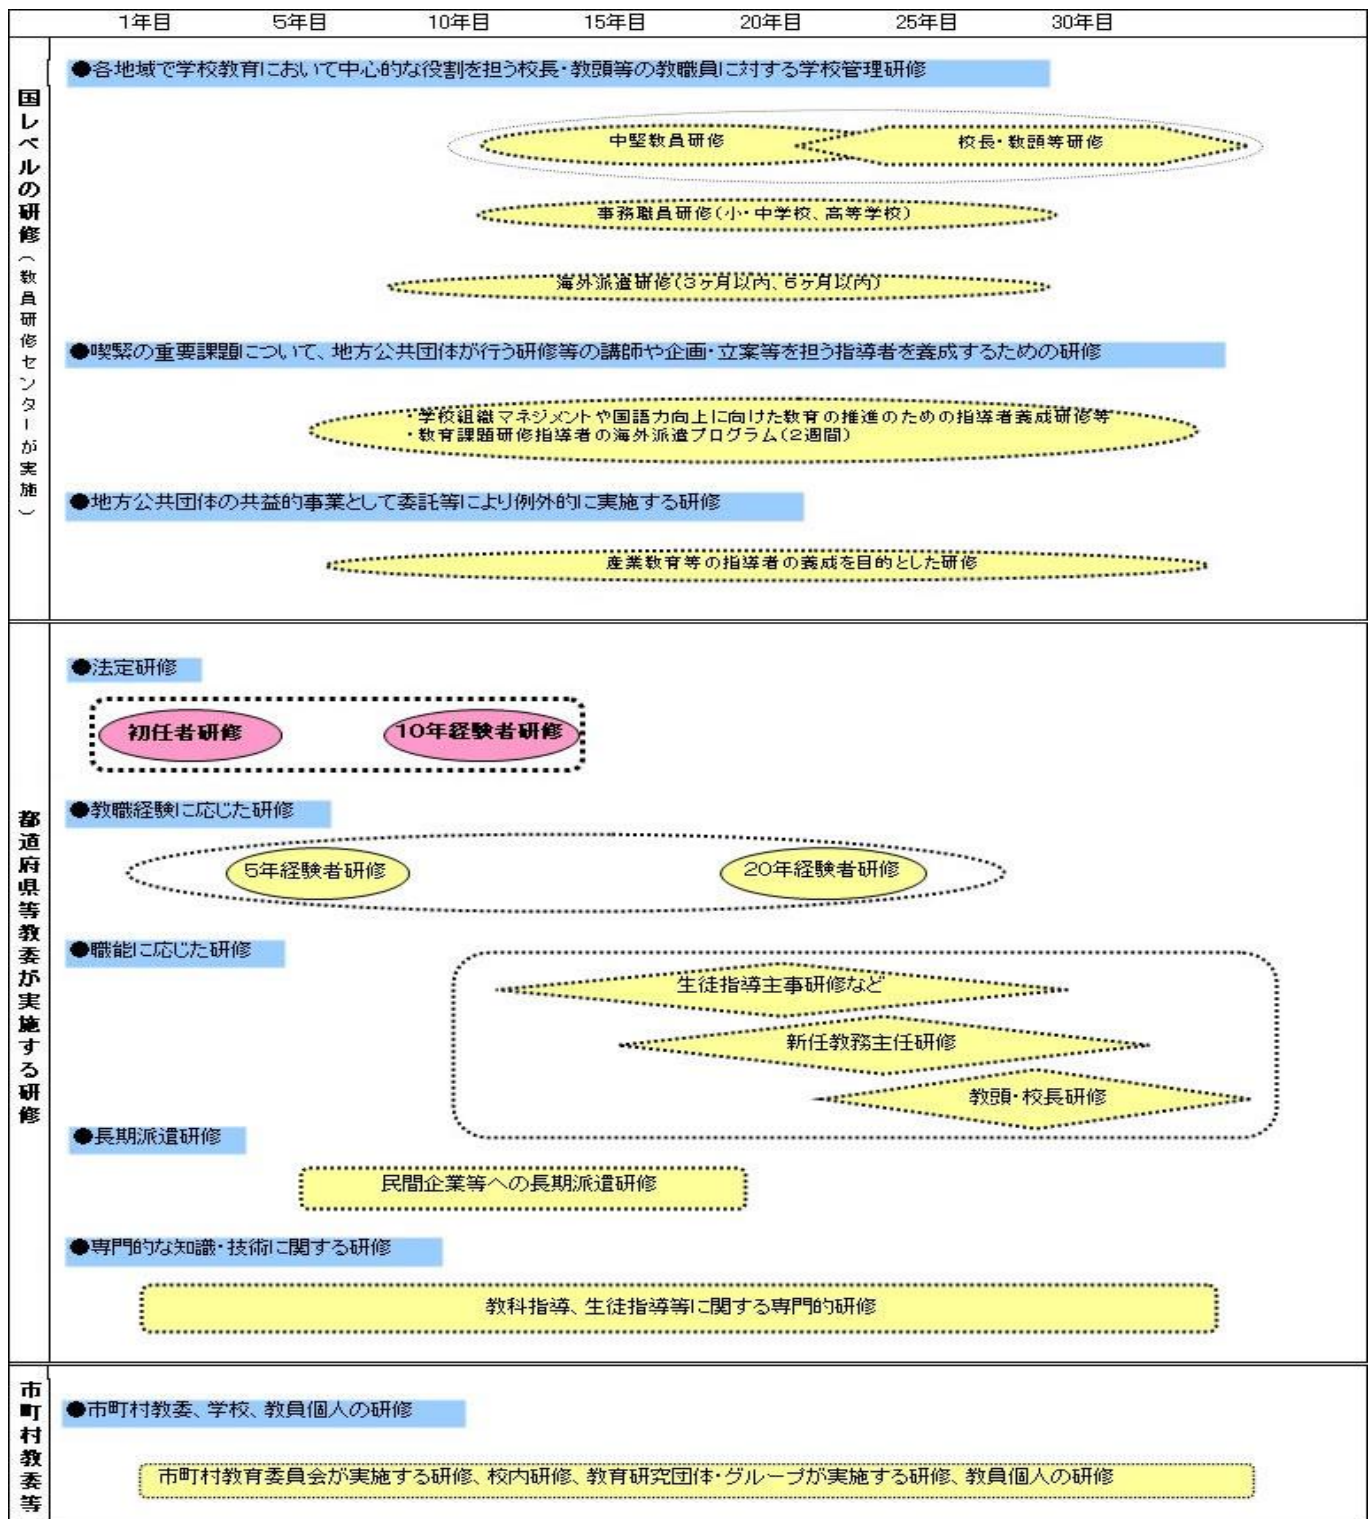 1年目 5年目 10年目 15年目 20年目 25年目 30年目
国レベルの研修（教員研修センターが実施）
●各地域で学校教育において中心的な役割を担う校長・教頭等の教職員に対する学校管理研修
中堅教員研修 校長・教頭等研修
事務職員研修（小・中学校、高等学校）
海外派遣研修（３ヶ月以内、６ヶ月以内）
●喫緊の重要課題について、地方公共団体が行う研修等の講師や企画・立案等を担う指導者を養成するための研修
・学校組織マネジメントや国語力向上に向けた教育の推進のための指導者養成研修等
・教育課題研修指導者の海外派遣プログラム（２週間）
●地方公共団体の共益的事業として委託等により例外的に実施する研修
産業教育等の指導者の養成を目的とした研修
都道府県等教委が実施する研修
●法定研修
初任者研修 10年経験者研修
●教職経験に応じた研修
5年経験者研修 20年経験者研修
●職能に応じた研修
生徒指導主事研修など
新任教務主任研修
教頭・校長研修
●長期派遣研修
民間企業等への長期派遣研修
●専門的な知識・技術に関する研修
教科指導、生徒指導等に関する専門的研修
市町村教委等
●市町村教委、学校、教員個人の研修
市町村教育委員会が実施する研修、校内研修、教育研究団体・グループが実施する研修、教員個人の研修